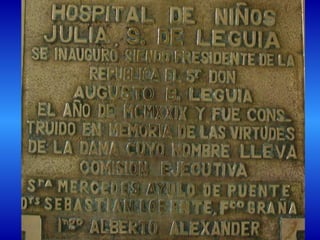 HOSPITAL DE NIÑOS
JULIA S. DE LEGUIA
SE INAUGURO SIENDO PRESIDENTE DE LA
REPUBLICA EL Sᴿ DON
AUGUSTO B. LEGUIA
EL AÑO DE MCMXXIX Y FUE CONS_
TRUIDO EN MEMORIA DE LAS VIRTUDES
DE LA DAMA CUYO NOMBRE LLEVA
COMISION EJECUTIVA
Sᴿᴬ MERCEDES AYULO DE PUENTE
Dᴿˢ SEBASTIAN LORENTE, Fᶜᴼ GRAÑA
ALBERTO ALEXANDER